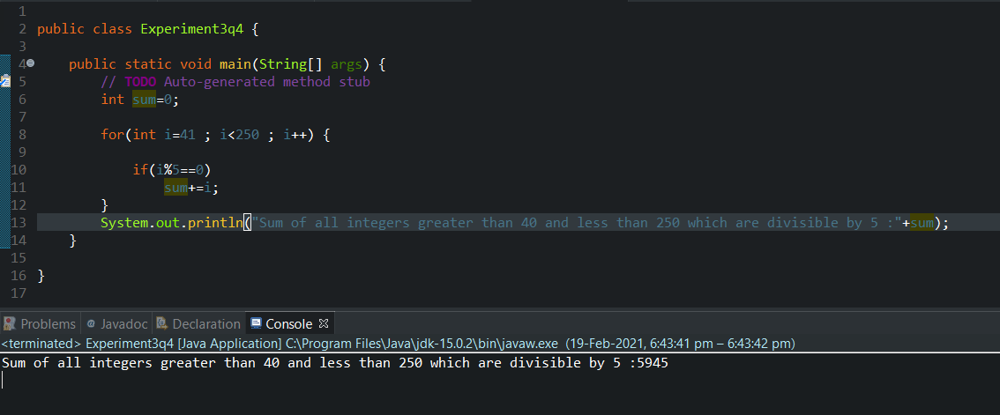 1
2 public class Experiment3q4 {
3
4 public static void main(String[] args) {
5 // TODO Auto-generated method stub
6 int sum=0;
7
8 for(int i=41 ; i<250 ; i++) {
9
10 if(i%5==0)
11 sum+=i;
12 }
13 System.out.println("Sum of all integers greater than 40 and less than 250 which are divisible by 5 :"+sum);
14 }
15
16 }
17
Problems @ Javadoc Declaration Console
<terminated> Experiment3q4 [Java Application] C:\Program Files\Java\jdk-15.0.2\bin\javaw.exe (19-Feb-2021, 6:43:41 pm – 6:43:42 pm)
Sum of all integers greater than 40 and less than 250 which are divisible by 5 :5945